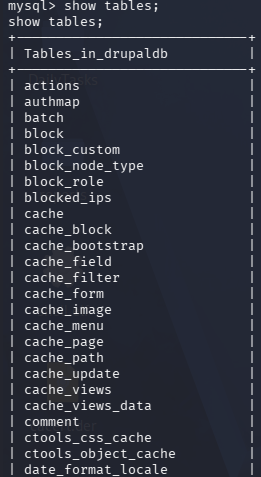 mysql> show tables;
show tables;
+-----------------------------+
| Tables_in_drupaldb          |
+-----------------------------+
| actions                     |
| authmap                     |
| batch                       |
| block                       |
| block_custom                |
| block_node_type             |
| block_role                  |
| blocked_ips                 |
| cache                       |
| cache_block                 |
| cache_bootstrap             |
| cache_field                 |
| cache_filter                |
| cache_form                  |
| cache_image                 |
| cache_menu                  |
| cache_page                  |
| cache_path                  |
| cache_update                |
| cache_views                 |
| cache_views_data            |
| comment                     |
| ctools_css_cache            |
| ctools_object_cache         |
| date_format_locale          |